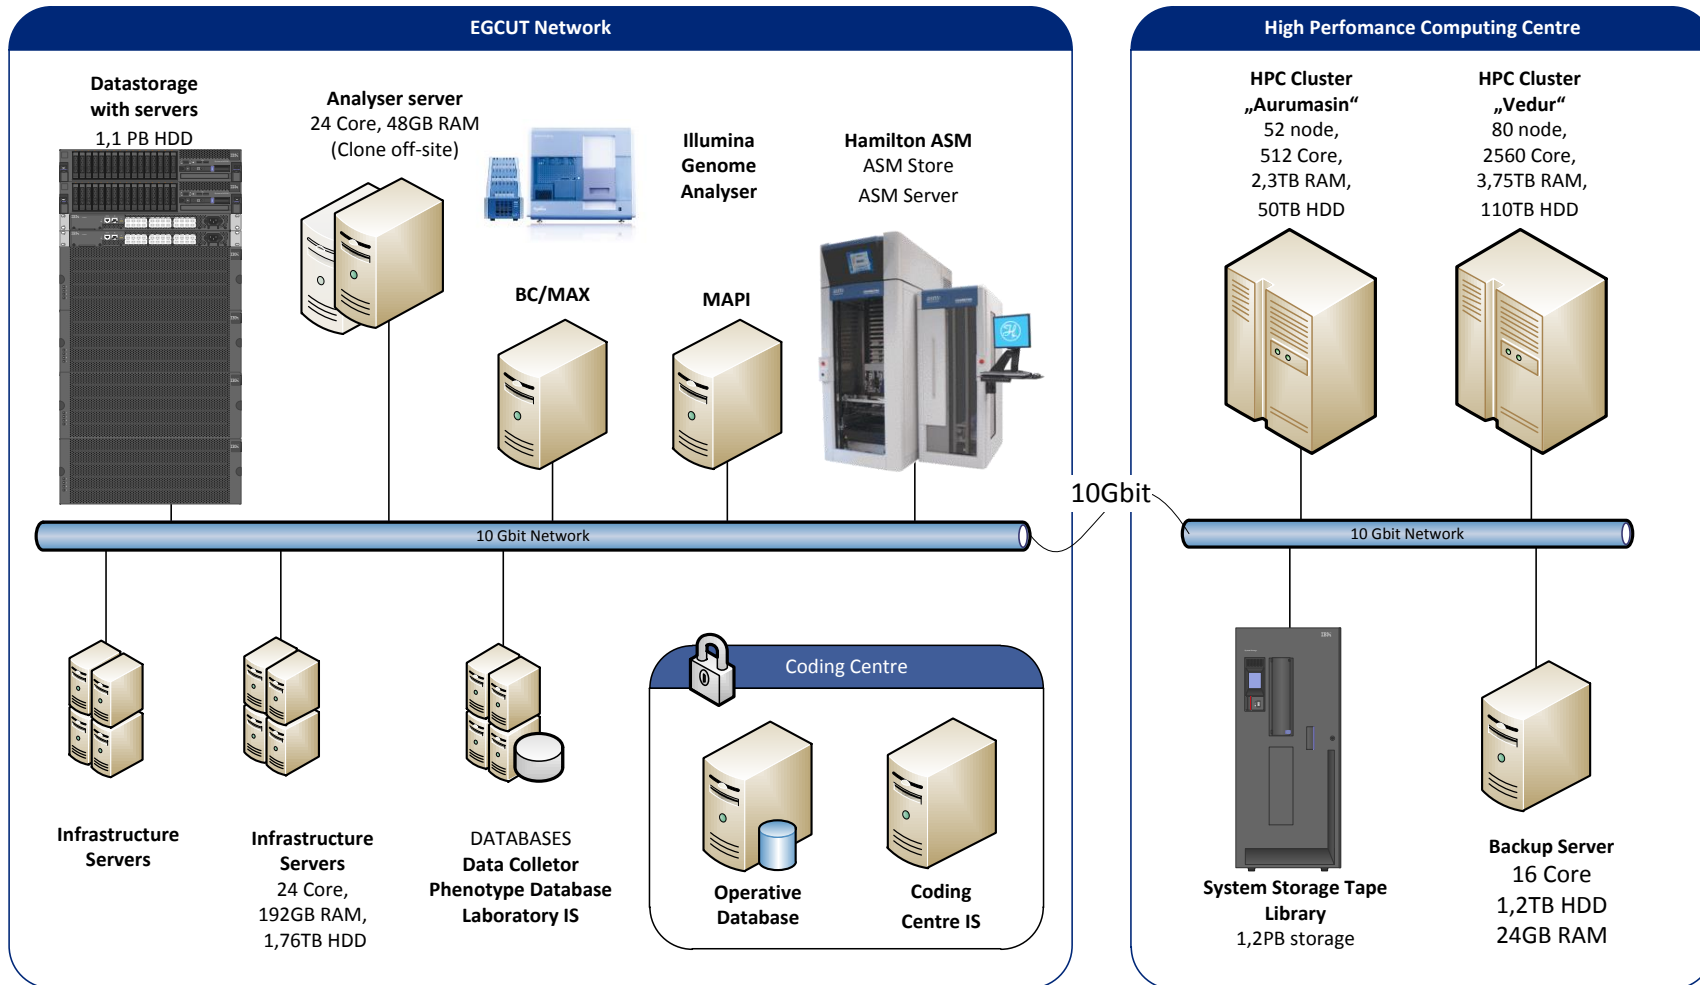 EGCUT Network
Datastorage
with servers
1,1 PB HDD
Analyser server
24 Core, 48GB RAM
(Clone off-site)
Illumina
Genome
Analyser
Hamilton ASM
ASM Store
ASM Server
BC/MAX
MAPI
10 Gbit Network
Infrastructure
Servers
Infrastructure
Servers
24 Core,
192GB RAM,
1,76TB HDD
DATABASES
Data Colletor
Phenotype Database
Laboratory IS
Coding Centre
Operative
Database
Coding
Centre IS
10Gbit
High Perfomance Computing Centre
HPC Cluster
„Aurumasin“
52 node,
512 Core,
2,3TB RAM,
50TB HDD
HPC Cluster
„Vedur“
80 node,
2560 Core,
3,75TB RAM,
110TB HDD
10 Gbit Network
System Storage Tape
Library
1,2PB storage
Backup Server
16 Core
1,2TB HDD
24GB RAM